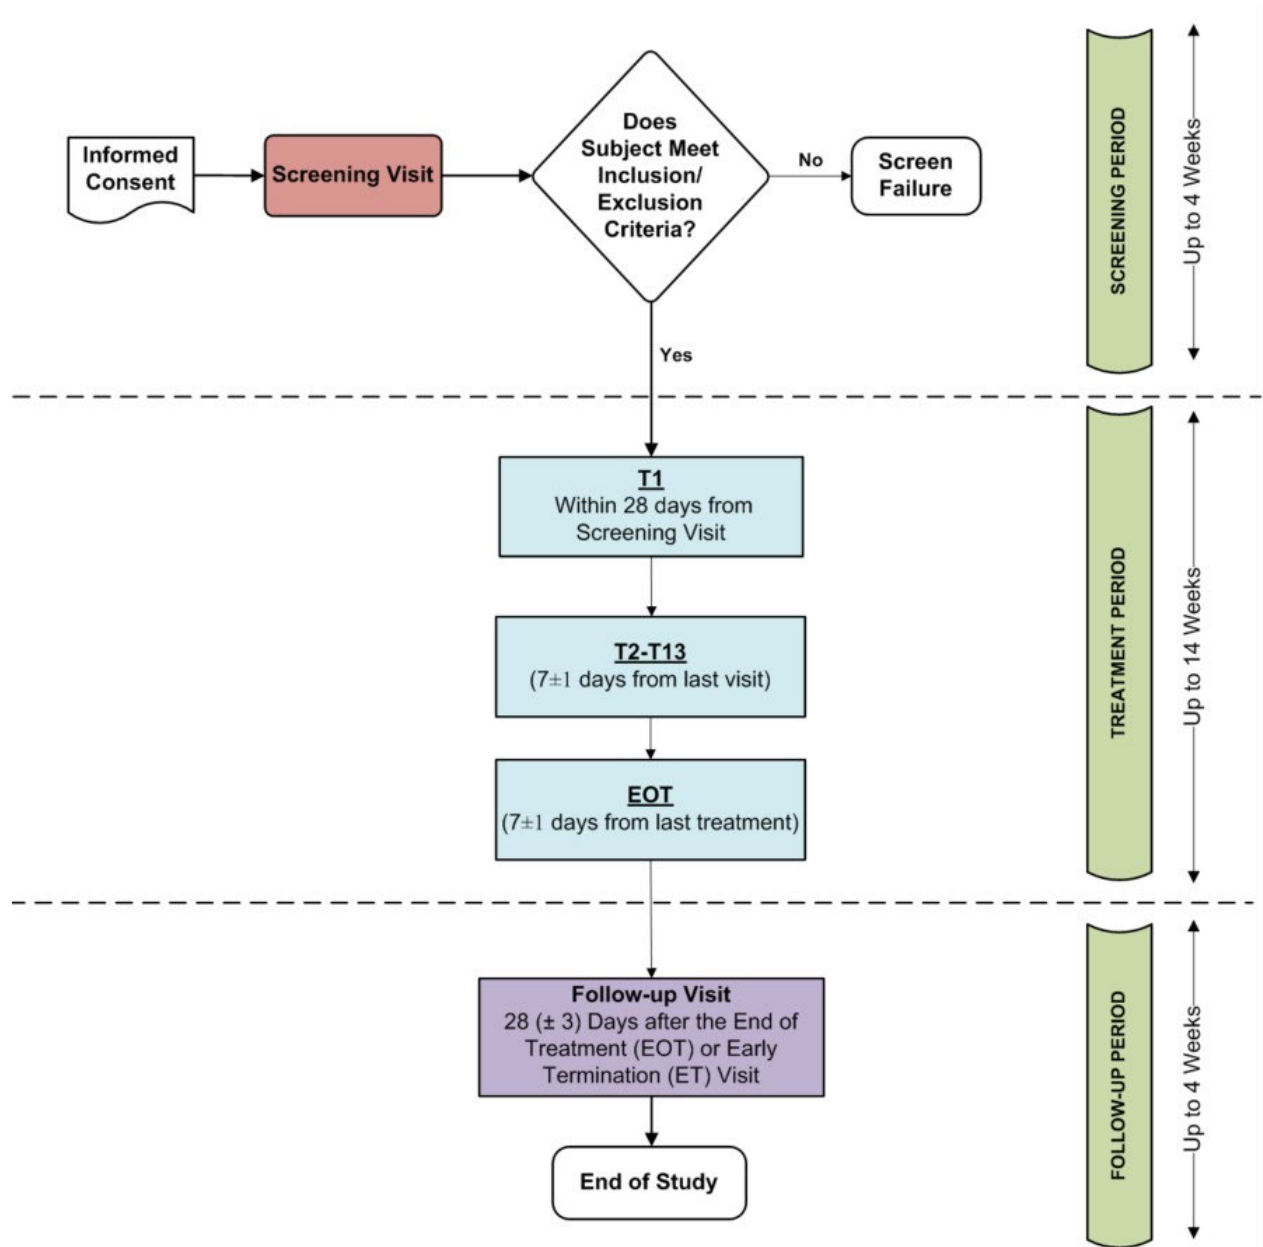 Informed
Consent
Screening Visit
Does
Subject Meet
Inclusion/
Exclusion
Criteria?
No
Screen
Failure
Yes
SCREENING PERIOD
Up to 4 Weeks
T1
Within 28 days from
Screening Visit
T2-T13
(7±1 days from last visit)
EOT
(7±1 days from last treatment)
TREATMENT PERIOD
Up to 14 Weeks
Follow-up Visit
28 (± 3) Days after the End of
Treatment (EOT) or Early
Termination (ET) Visit
End of Study
FOLLOW-UP PERIOD
Up to 4 Weeks